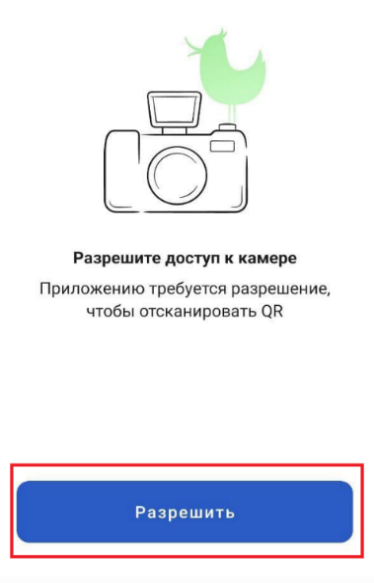 Разрешите доступ к камере
Приложению требуется разрешение,
чтобы отсканировать QR
Разрешить